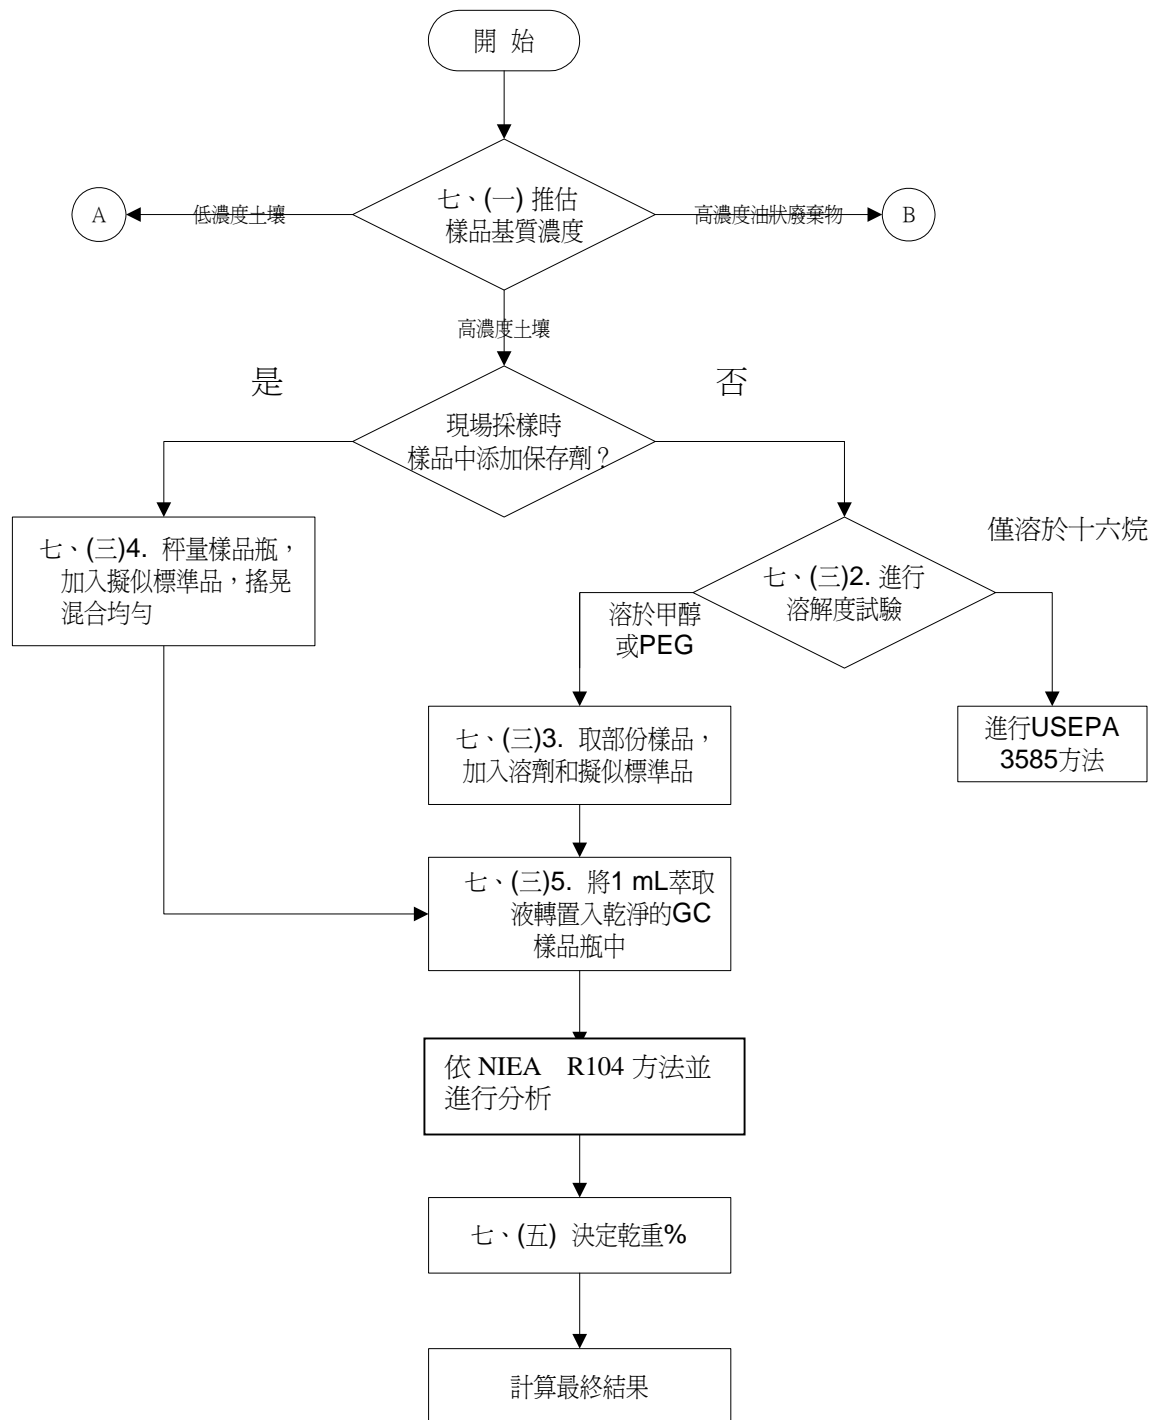 開 始
七、(一) 推估
樣品基質濃度
A
低濃度土壤
高濃度油狀廢棄物
B
高濃度土壤
是
否
現場採樣時
樣品中添加保存劑？
七、(三)4. 秤量樣品瓶，
加入擬似標準品，搖晃
混合均勻
七、(三)2. 進行
溶解度試驗
僅溶於十六烷
溶於甲醇
或PEG
七、(三)3. 取部份樣品，
加入溶劑和擬似標準品
進行USEPA
3585方法
七、(三)5. 將1 mL萃取
液轉置入乾淨的GC
樣品瓶中
依 NIEA R104 方法並
進行分析
七、(五) 決定乾重%
計算最終結果